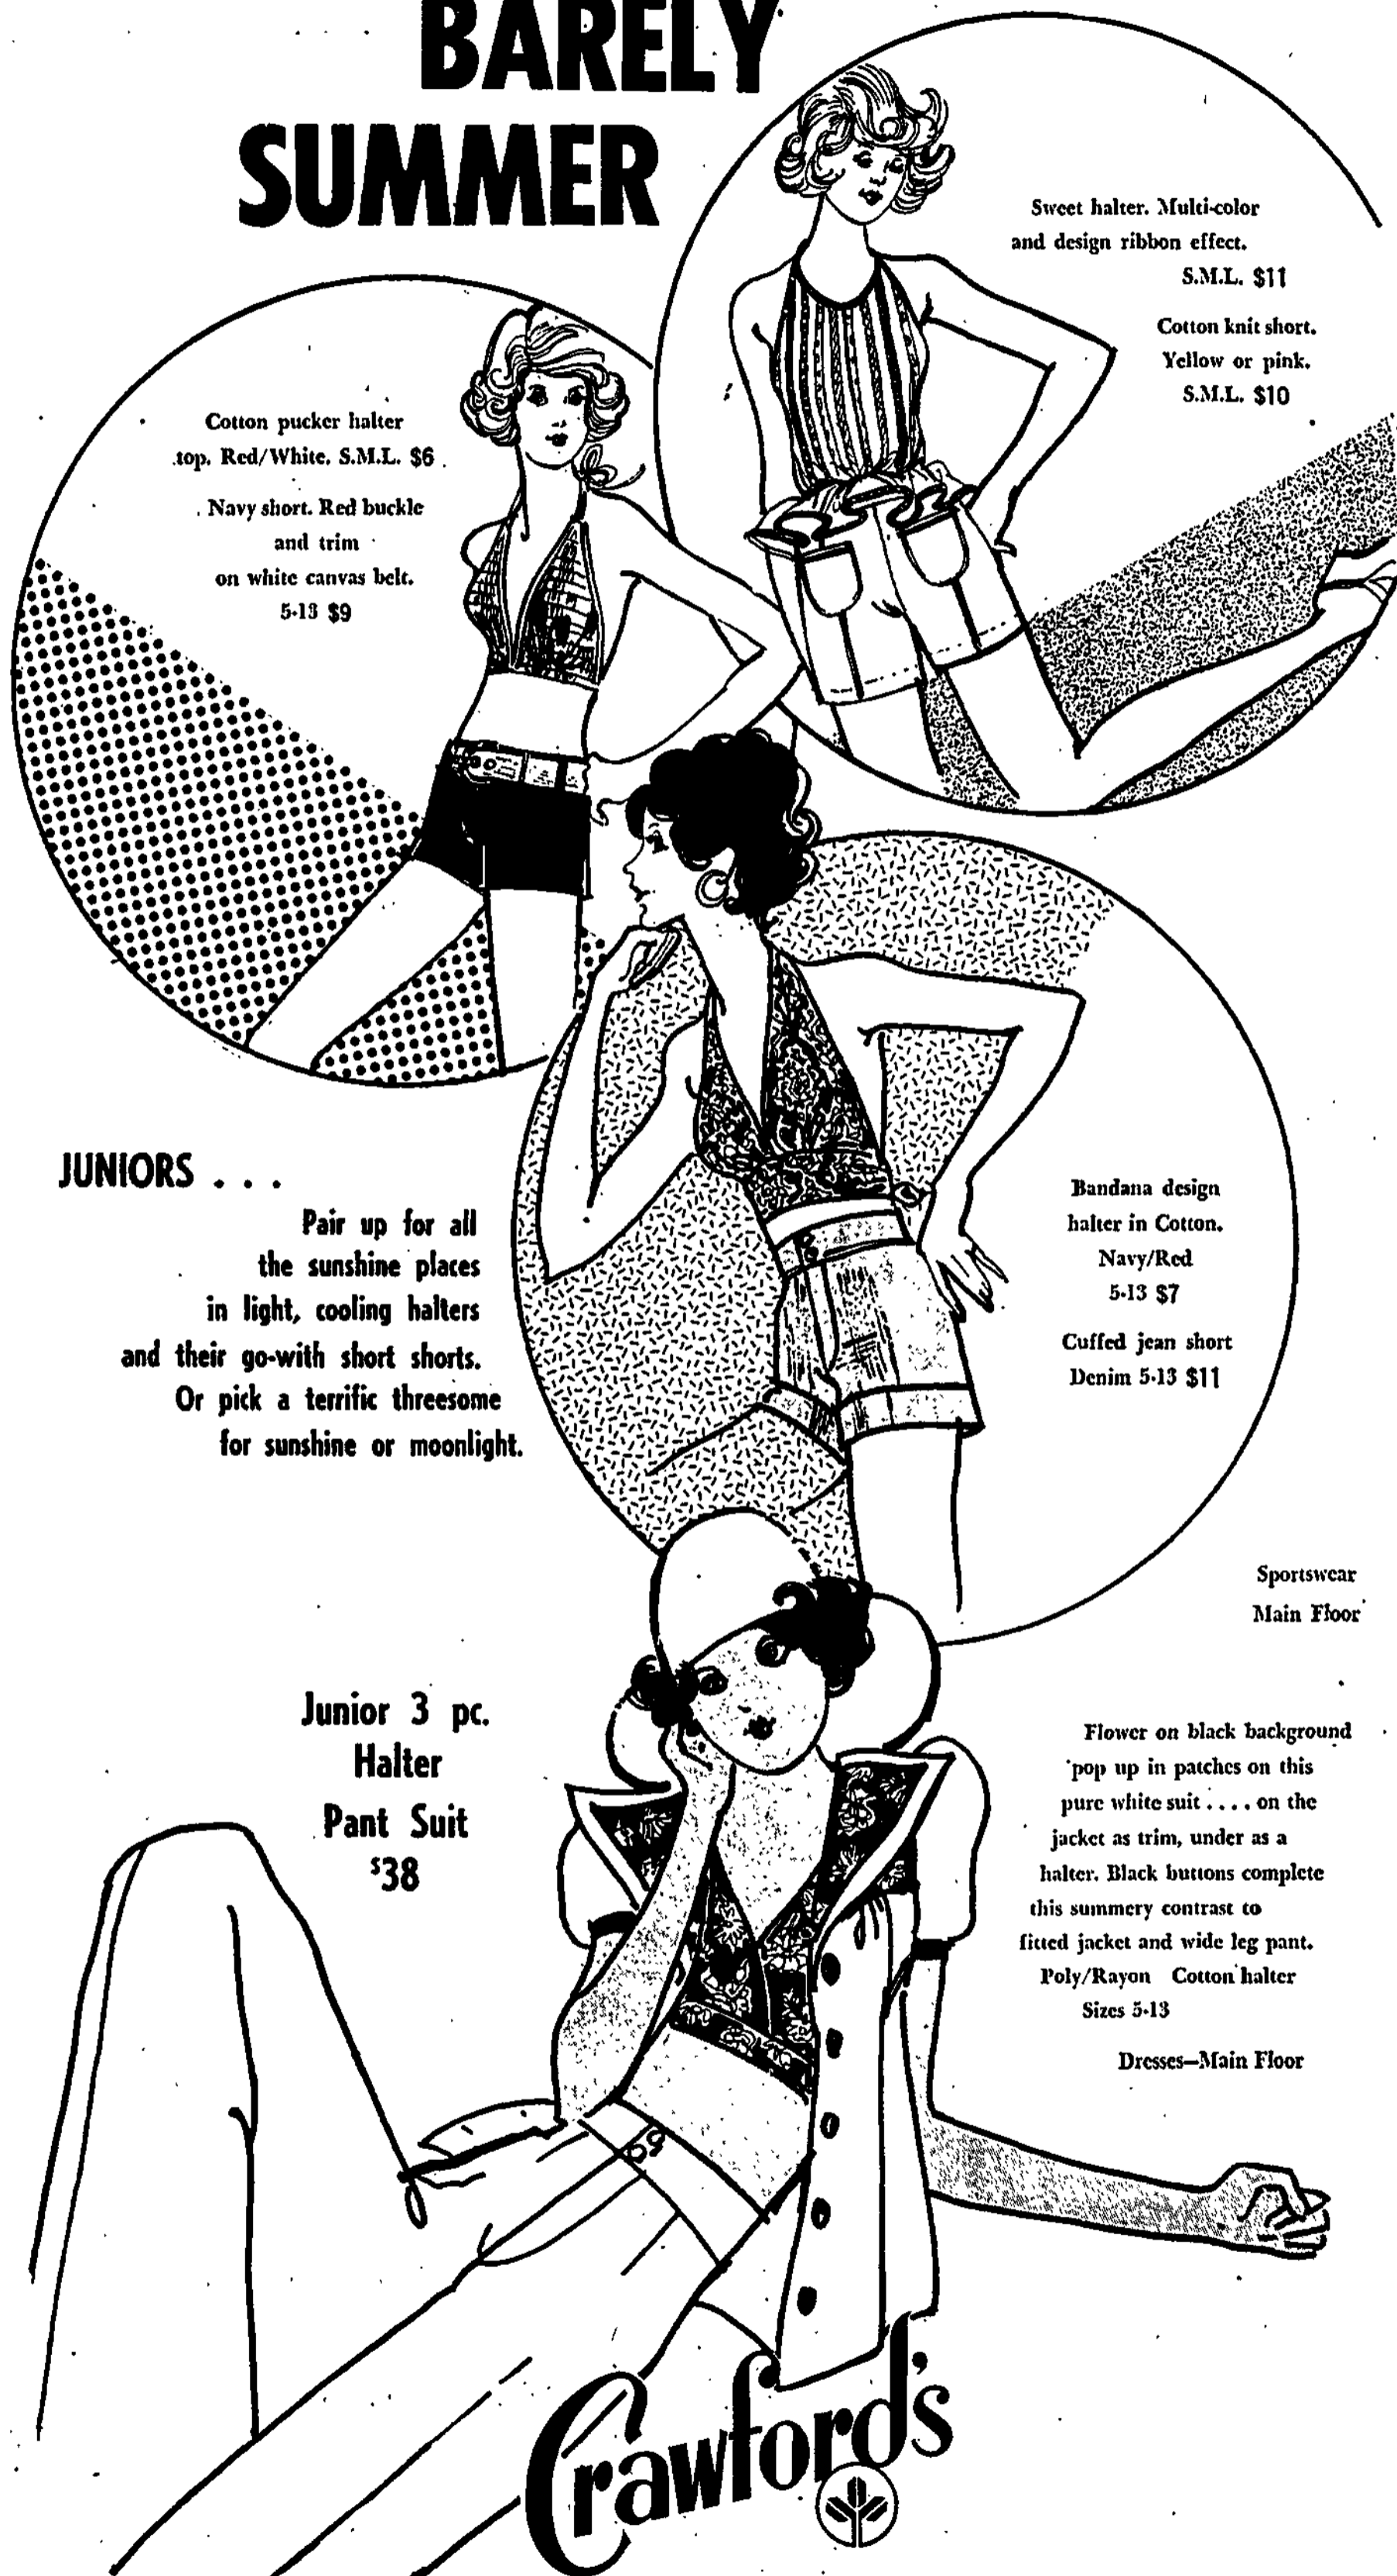 BARELY
SUMMER
Sweet halter. Multi-color
and design ribbon effect.
S.M.L. $11
Cotton knit short.
Yellow or pink.
S.M.L. $10
Cotton pucker halter
top. Red/White. S.M.L. $6
Navy short. Red buckle
and trim
on white canvas belt.
5-13 $9
JUNIORS . . .
Pair up for all
the sunshine places
in light, cooling halters
and their go-with short shorts.
Or pick a terrific threesome
for sunshine or moonlight.
Bandana design
halter in Cotton.
Navy/Red
5-13 $7
Cuffed jean short
Denim 5-13 $11
Sportswear
Main Floor
Junior 3 pc.
Halter
Pant Suit
$38
Flower on black background
pop up in patches on this
pure white suit . . . . on the
jacket as trim, under as a
halter. Black buttons complete
this summery contrast to
fitted jacket and wide leg pant.
Poly/Rayon Cotton halter
Sizes 5-13
Dresses—Main Floor
Crawford's